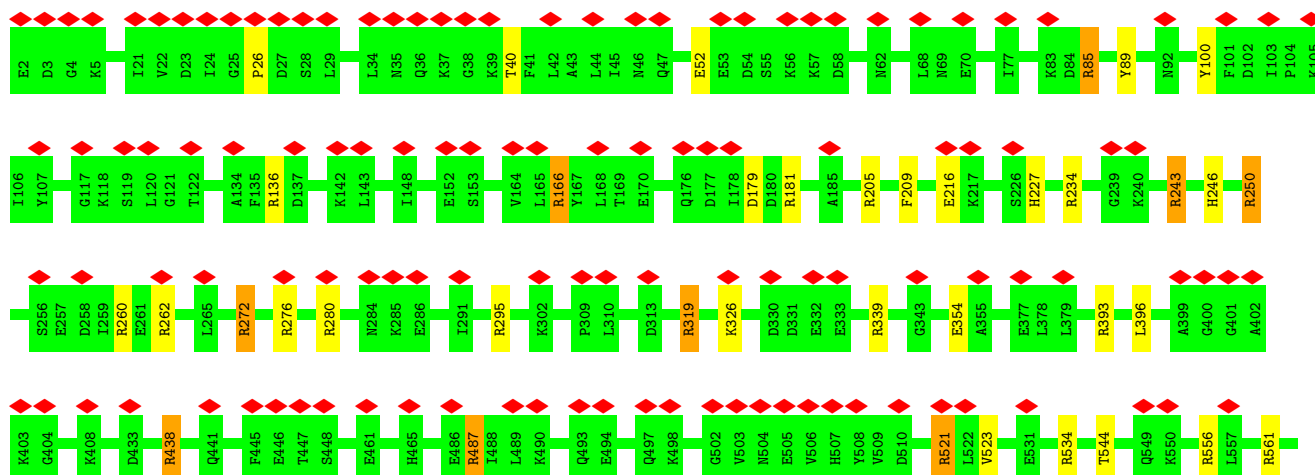 E2 D3 G4 K5 I21 V22 D23 I24 G25 P26 D27 S28 L29 L34 N35 Q36 K37 G38 K39 T40 F41 L42 A43 L44 I45 N46 Q47 E52 E53 D54 S55 K56 K57 D58 N62 L68 N69 E70 I77 K83 D84 R85 Y89 N92 Y100 F101 D102 I103 P104 K105
I106 Y107 G117 K118 S119 L120 G121 T122 A134 F135 R136 D137 K142 L143 I148 E152 S153 V164 L165 R166 Y167 L168 T169 E170 Q176 D177 I178 D179 D180 R181 A185 R205 F209 E216 K217 S226 H227 R234 G239 K240 R243 H246 R250
S256 E257 D258 I259 R260 E261 R262 L265 R272 R276 R280 N284 K285 E286 I291 R295 K302 P309 L310 D313 R319 K326 D330 D331 E332 E333 R339 G343 E354 A355 E377 L378 L379 R393 L396 A399 G400 G401 A402
K403 G404 K408 D433 R438 Q441 F445 E446 T447 S448 E461 H465 E486 R487 I488 L489 K490 Q493 E494 Q497 K498 G502 V503 N504 E505 V506 H507 Y508 V509 D510 R521 L522 V523 E531 R534 T544 Q549 K550 R556 L557 R561